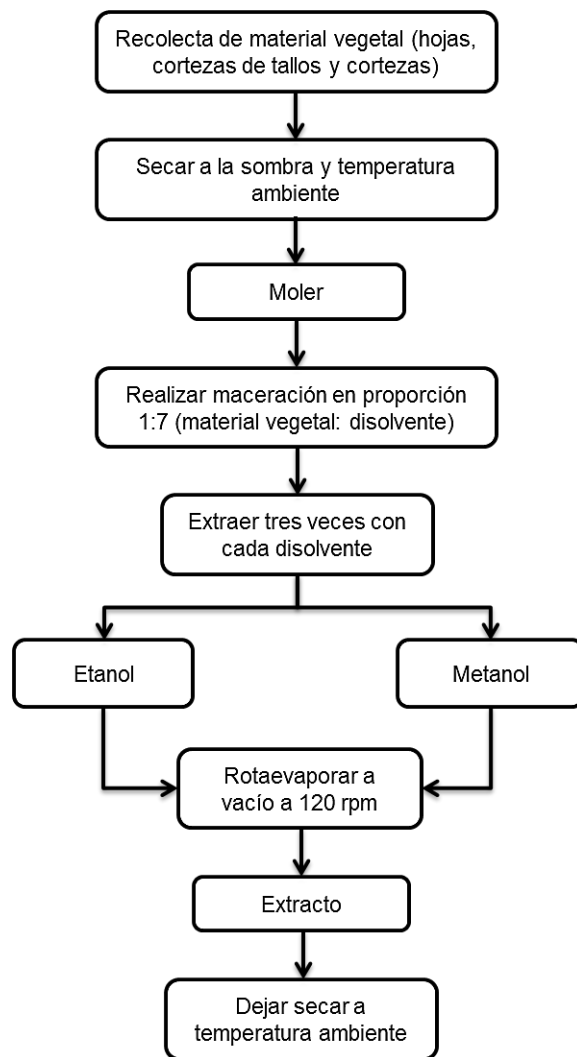 Recolecta de material vegetal (hojas,
cortezas de tallos y cortezas)
Secar a la sombra y temperatura
ambiente
Moler
Realizar maceración en proporción
1:7 (material vegetal: disolvente)
Extraer tres veces con
cada disolvente
Etanol
Metanol
Rotaevaporar a
vacío a 120 rpm
Extracto
Dejar secar a
temperatura ambiente